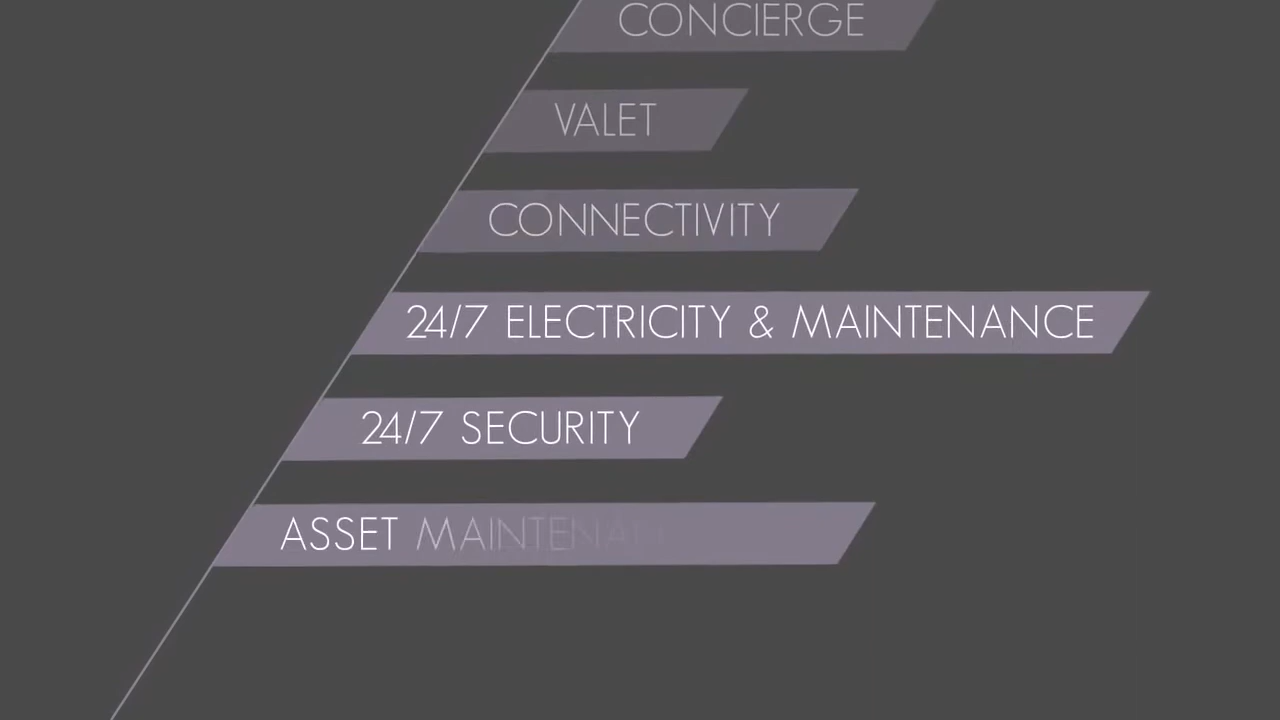 CONCIERGE
VALET
CONNECTIVITY
24/7 ELECTRICITY & MAINTENANCE
24/7 SECURITY
ASSET